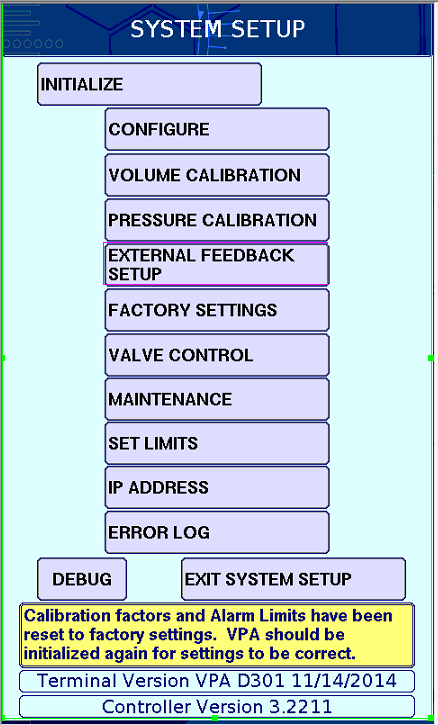 SYSTEM SETUP
INITIALIZE
CONFIGURE
VOLUME CALIBRATION
PRESSURE CALIBRATION
EXTERNAL FEEDBACK
SETUP
FACTORY SETTINGS
VALVE CONTROL
MAINTENANCE
SET LIMITS
IP ADDRESS
ERROR LOG
DEBUG
EXIT SYSTEM SETUP
Calibration factors and Alarm Limits have been
reset to factory settings.  VPA should be
initialized again for settings to be correct.
Terminal Version VPA D301 11/14/2014
Controller Version 3.2211